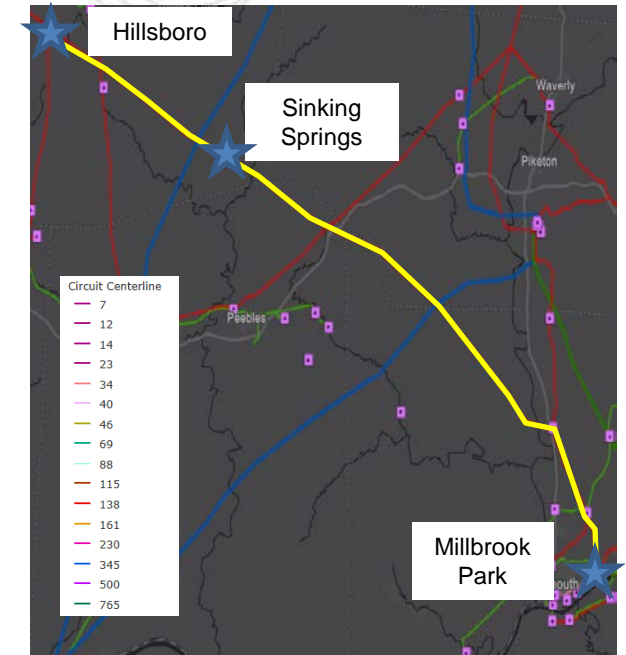 Hillsboro
Sinking
Springs
Waverly
Piketon
Peebles
Circuit Centerline
7
12
14
23
34
40
46
69
88
115
138
161
230
345
500
765
Millbrook
Park
mouth